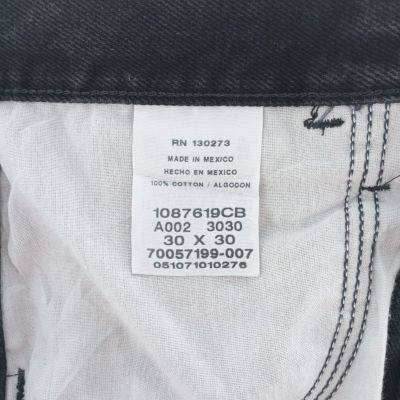 RN 130273
MADE IN MEXICO
HECHO EN MEXICO
100% COTTON / ALGODON
1087619CB
A002 3030
30 X 30
70057199-007
051071010276